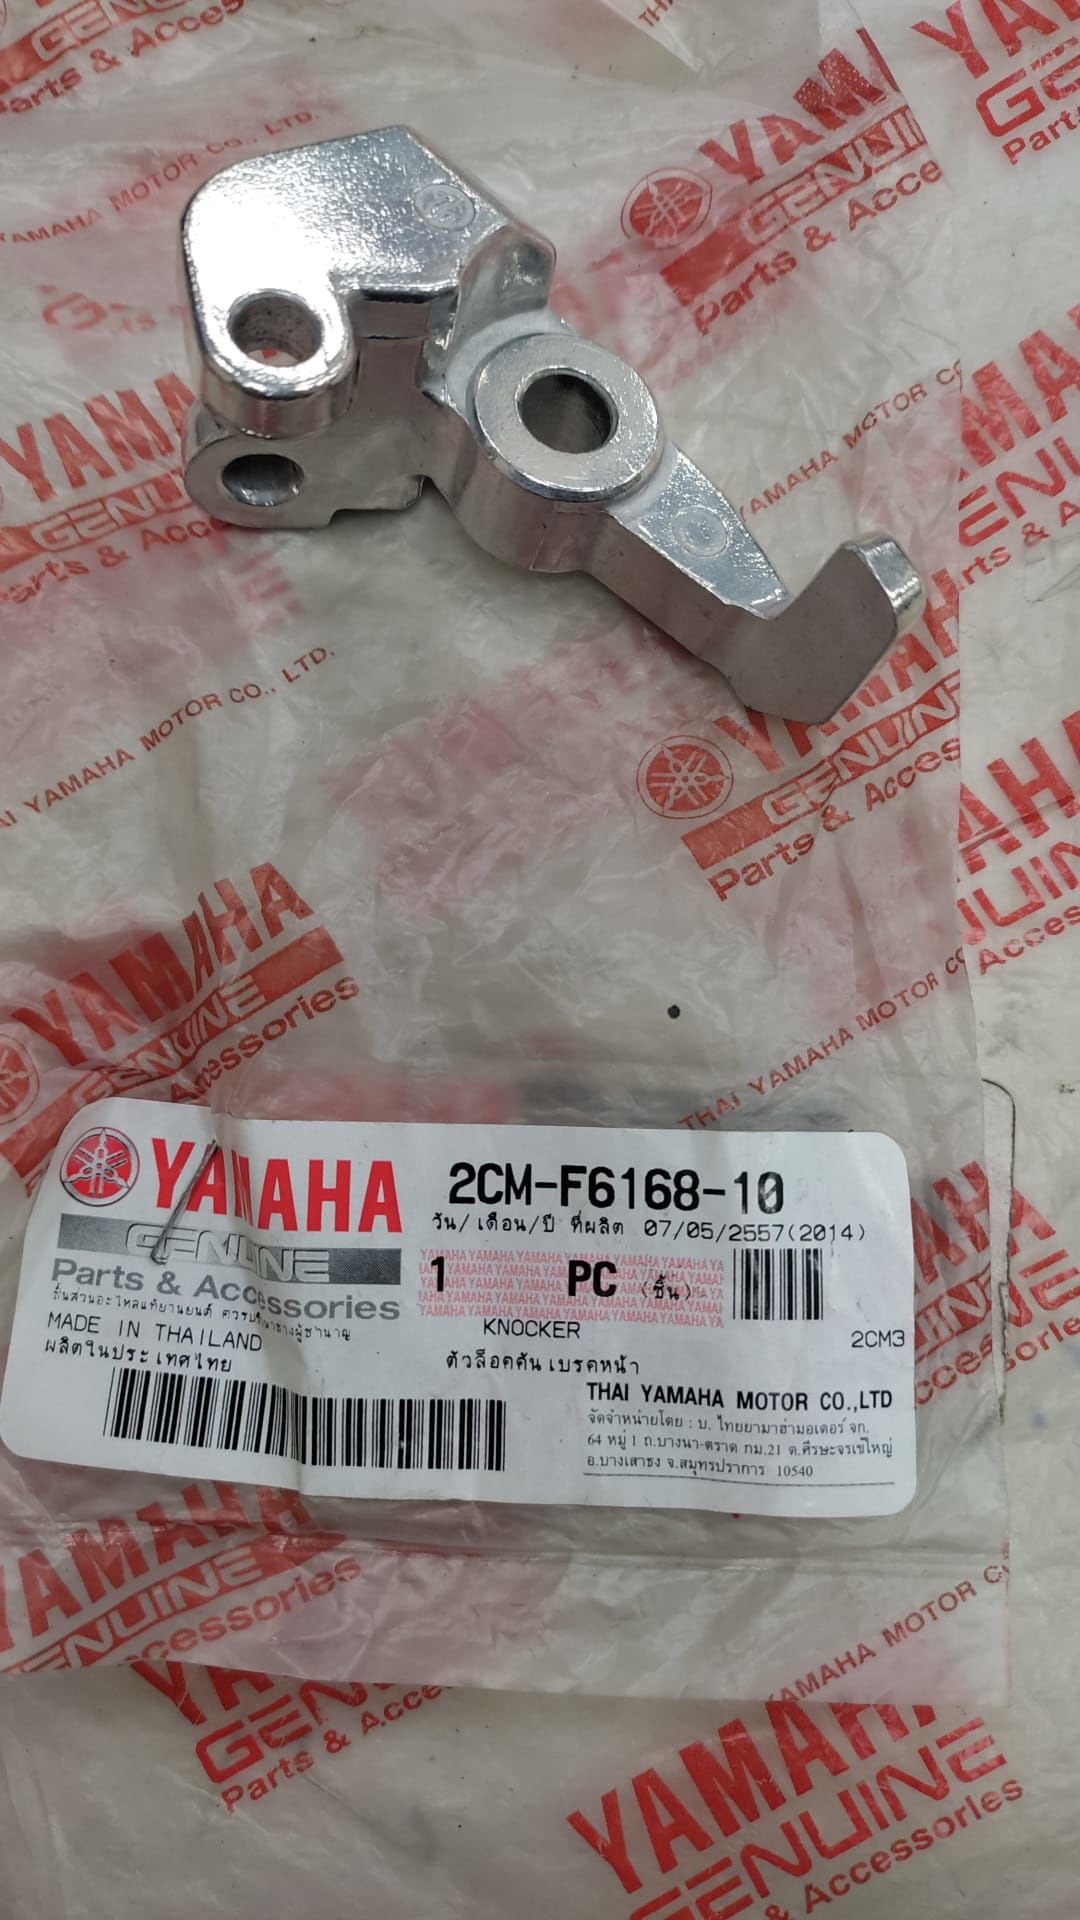 YAMAHA
GENUINE
Parts & Accessories
THAI YAMAHA MOTOR CO., LTD.
YAMAHA
GENUINE
Parts & Accessories
MADE IN THAILAND
ผลิตในประเทศไทย
2CM-F6168-10
วัน/เดือน/ปี ที่ผลิต 07/05/2557(2014)
1 PC (ชิ้น)
KNOCKER
2CM3
ตัวล็อคคันเบรคหน้า
THAI YAMAHA MOTOR CO.,LTD
จัดจำหน่ายโดย : บ. ไทยยามาฮ่ามอเตอร์ จก.
64 หมู่ 1 ถ.บางนา-ตราด กม.21 ต.ศีรษะจรเข้ใหญ่
อ.บางเสาธง จ.สมุทรปราการ 10540